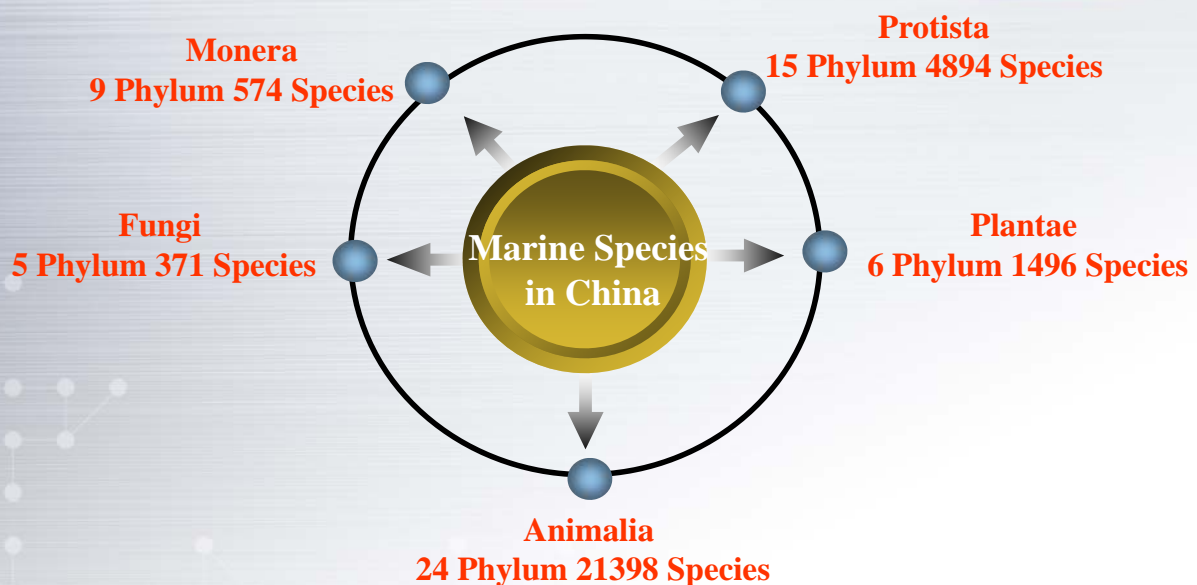 Monera
9 Phylum 574 Species
Protista
15 Phylum 4894 Species
Fungi
5 Phylum 371 Species
Marine Species
in China
Plantae
6 Phylum 1496 Species
Animalia
24 Phylum 21398 Species